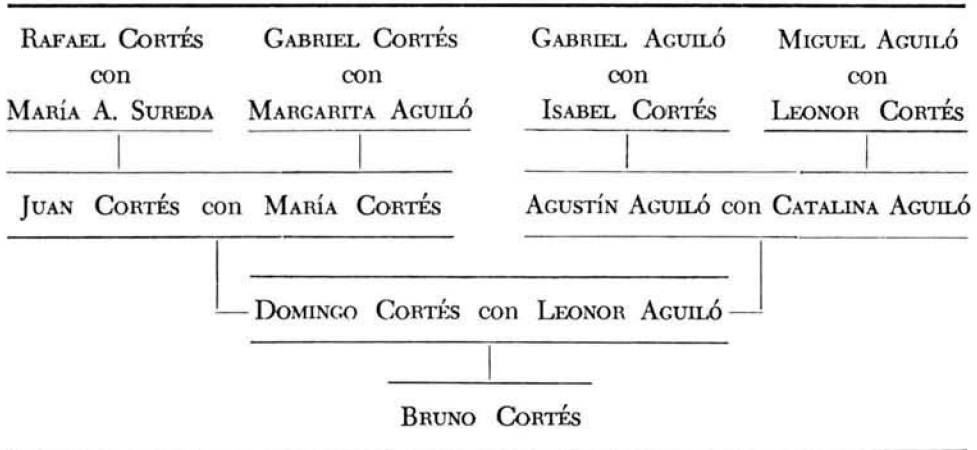 RAFAEL CORTÉS GABRIEL CORTÉS GABRIEL AGUILÓ MIGUEL AGUILÓ
con con con con
MARÍA A. SUREDA MARGARITA AGUILÓ ISABEL CORTÉS LEONOR CORTÉS
JUAN CORTÉS con MARÍA CORTÉS AGUSTÍN AGUILÓ con CATALINA AGUILÓ
DOMINGO CORTÉS con LEONOR AGUILÓ
BRUNO CORTÉS